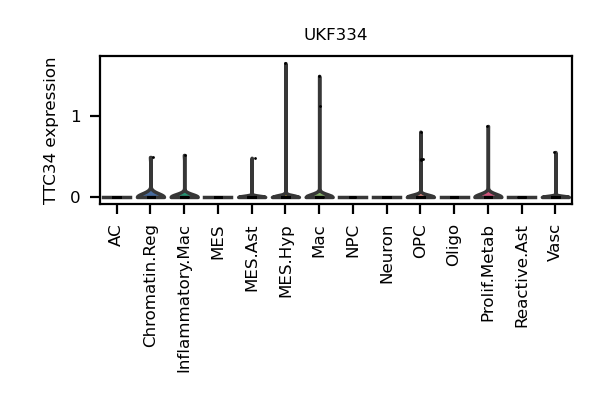 UKF334
TTC34 expression
1
0
AC
Chromatin.Reg
Inflammatory.Mac
MES
MES.Ast
MES.Hyp
Mac
NPC
Neuron
OPC
Oligo
Prolif.Metab
Reactive.Ast
Vasc